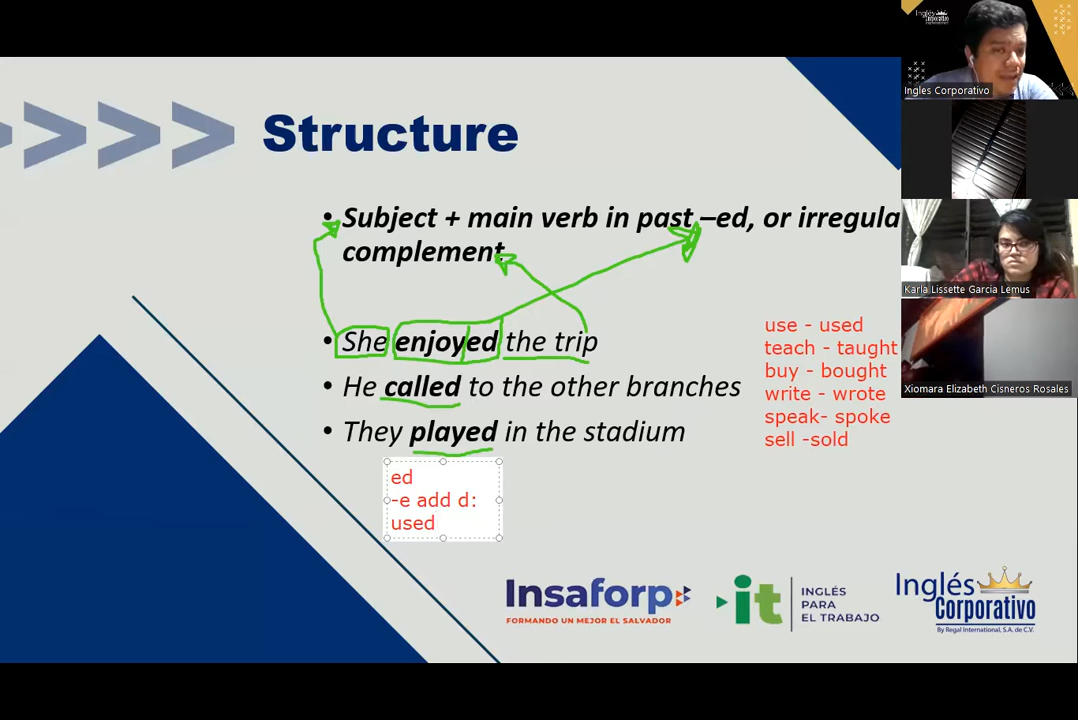 Structure
• Subject + main verb in past –ed, or irregula
complement
• She enjoyed the trip
• He called to the other branches
• They played in the stadium
ed
-e add d:
used
use - used
teach - taught
buy - bought
write - wrote
speak- spoke
sell -sold
Insaforp
FORMANDO UN MEJOR EL SALVADOR
it
INGLÉS
PARA
EL TRABAJO
Inglés
Corporativo
By Regal International, S.A. de C.V.
Inglés
Corporativo
Ingles Corporativo
Karla Lissette Garcia Lemus
Xiomara Elizabeth Cisneros Rosales